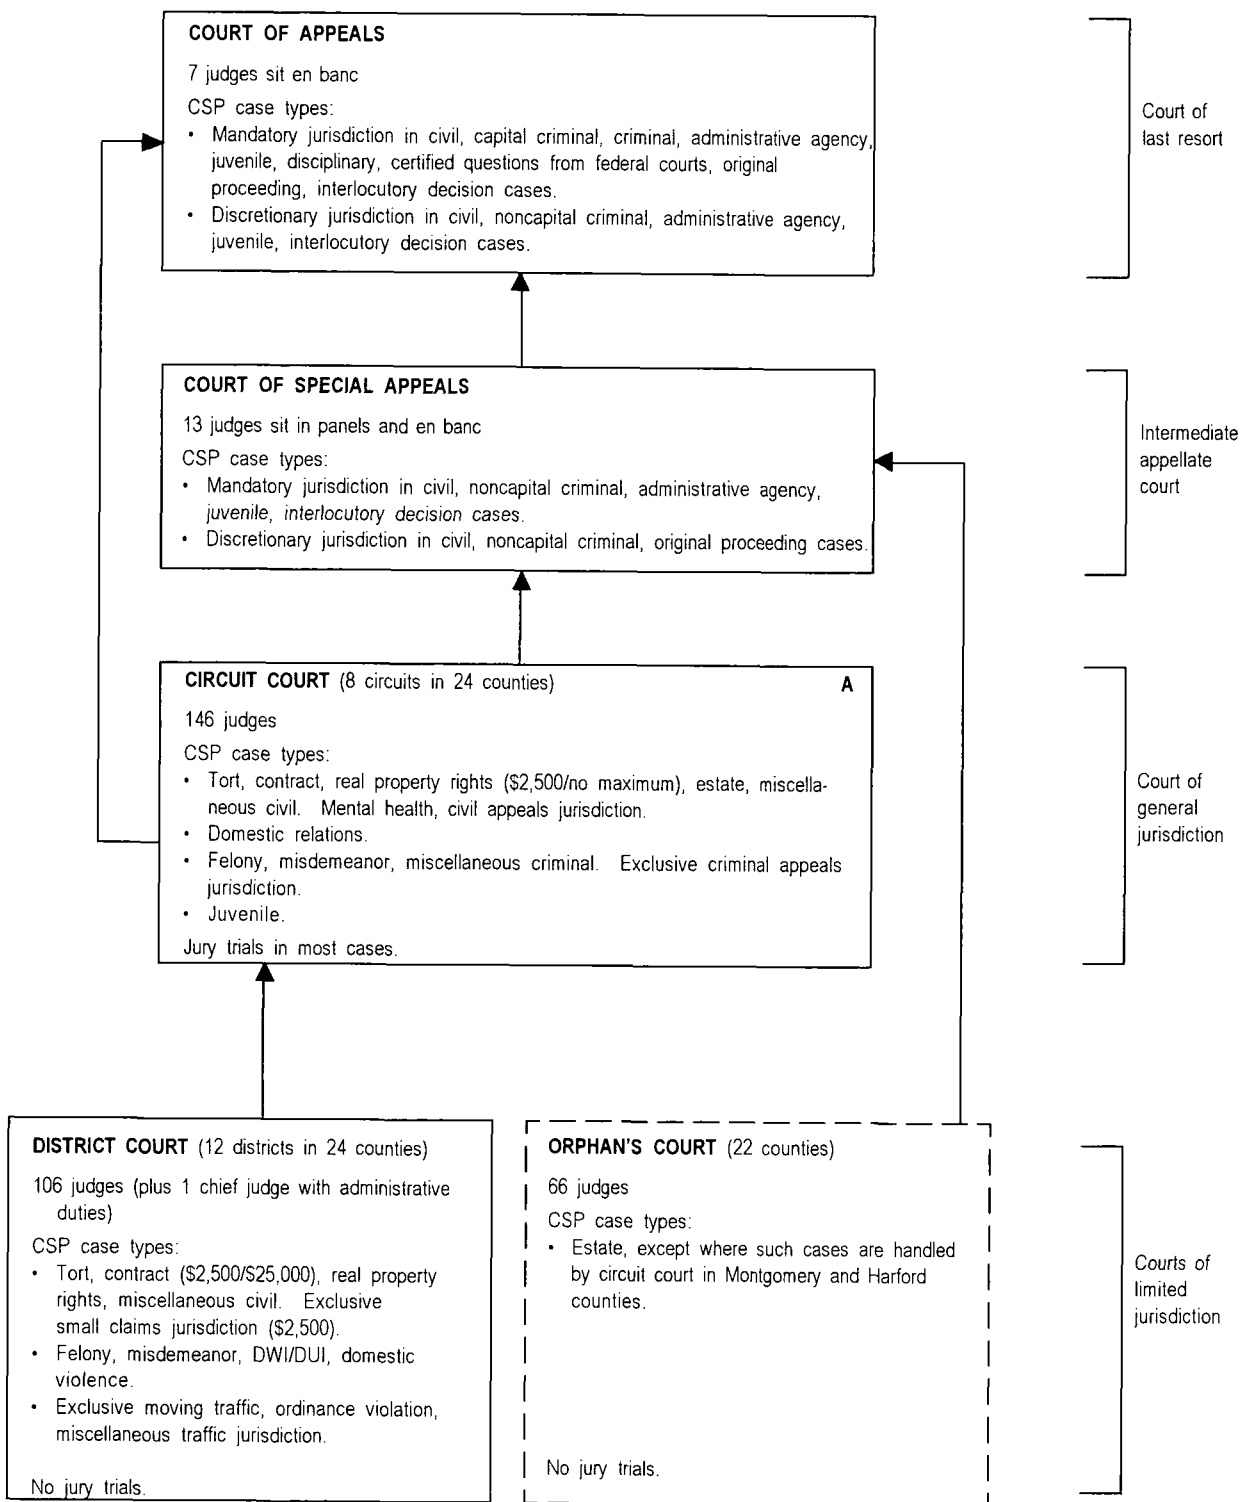 COURT OF APPEALS
7 judges sit en banc
CSP case types:
• Mandatory jurisdiction in civil, capital criminal, criminal, administrative agency,
juvenile, disciplinary, certified questions from federal courts, original
proceeding, interlocutory decision cases.
• Discretionary jurisdiction in civil, noncapital criminal, administrative agency,
juvenile, interlocutory decision cases.
Court of
last resort
COURT OF SPECIAL APPEALS
13 judges sit in panels and en banc
CSP case types:
• Mandatory jurisdiction in civil, noncapital criminal, administrative agency,
juvenile, interlocutory decision cases.
• Discretionary jurisdiction in civil, noncapital criminal, original proceeding cases.
Intermediate
appellate
court
CIRCUIT COURT (8 circuits in 24 counties) A
146 judges
CSP case types:
• Tort, contract, real property rights ($2,500/no maximum), estate, miscella-
neous civil. Mental health, civil appeals jurisdiction.
• Domestic relations.
• Felony, misdemeanor, miscellaneous criminal. Exclusive criminal appeals
jurisdiction.
• Juvenile.
Jury trials in most cases.
Court of
general
jurisdiction
DISTRICT COURT (12 districts in 24 counties)
106 judges (plus 1 chief judge with administrative
duties)
CSP case types:
• Tort, contract ($2,500/$25,000), real property
rights, miscellaneous civil. Exclusive
small claims jurisdiction ($2,500).
• Felony, misdemeanor, DWI/DUI, domestic
violence.
• Exclusive moving traffic, ordinance violation,
miscellaneous traffic jurisdiction.
No jury trials.
ORPHAN'S COURT (22 counties)
66 judges
CSP case types:
• Estate, except where such cases are handled
by circuit court in Montgomery and Harford
counties.
No jury trials.
Courts of
limited
jurisdiction